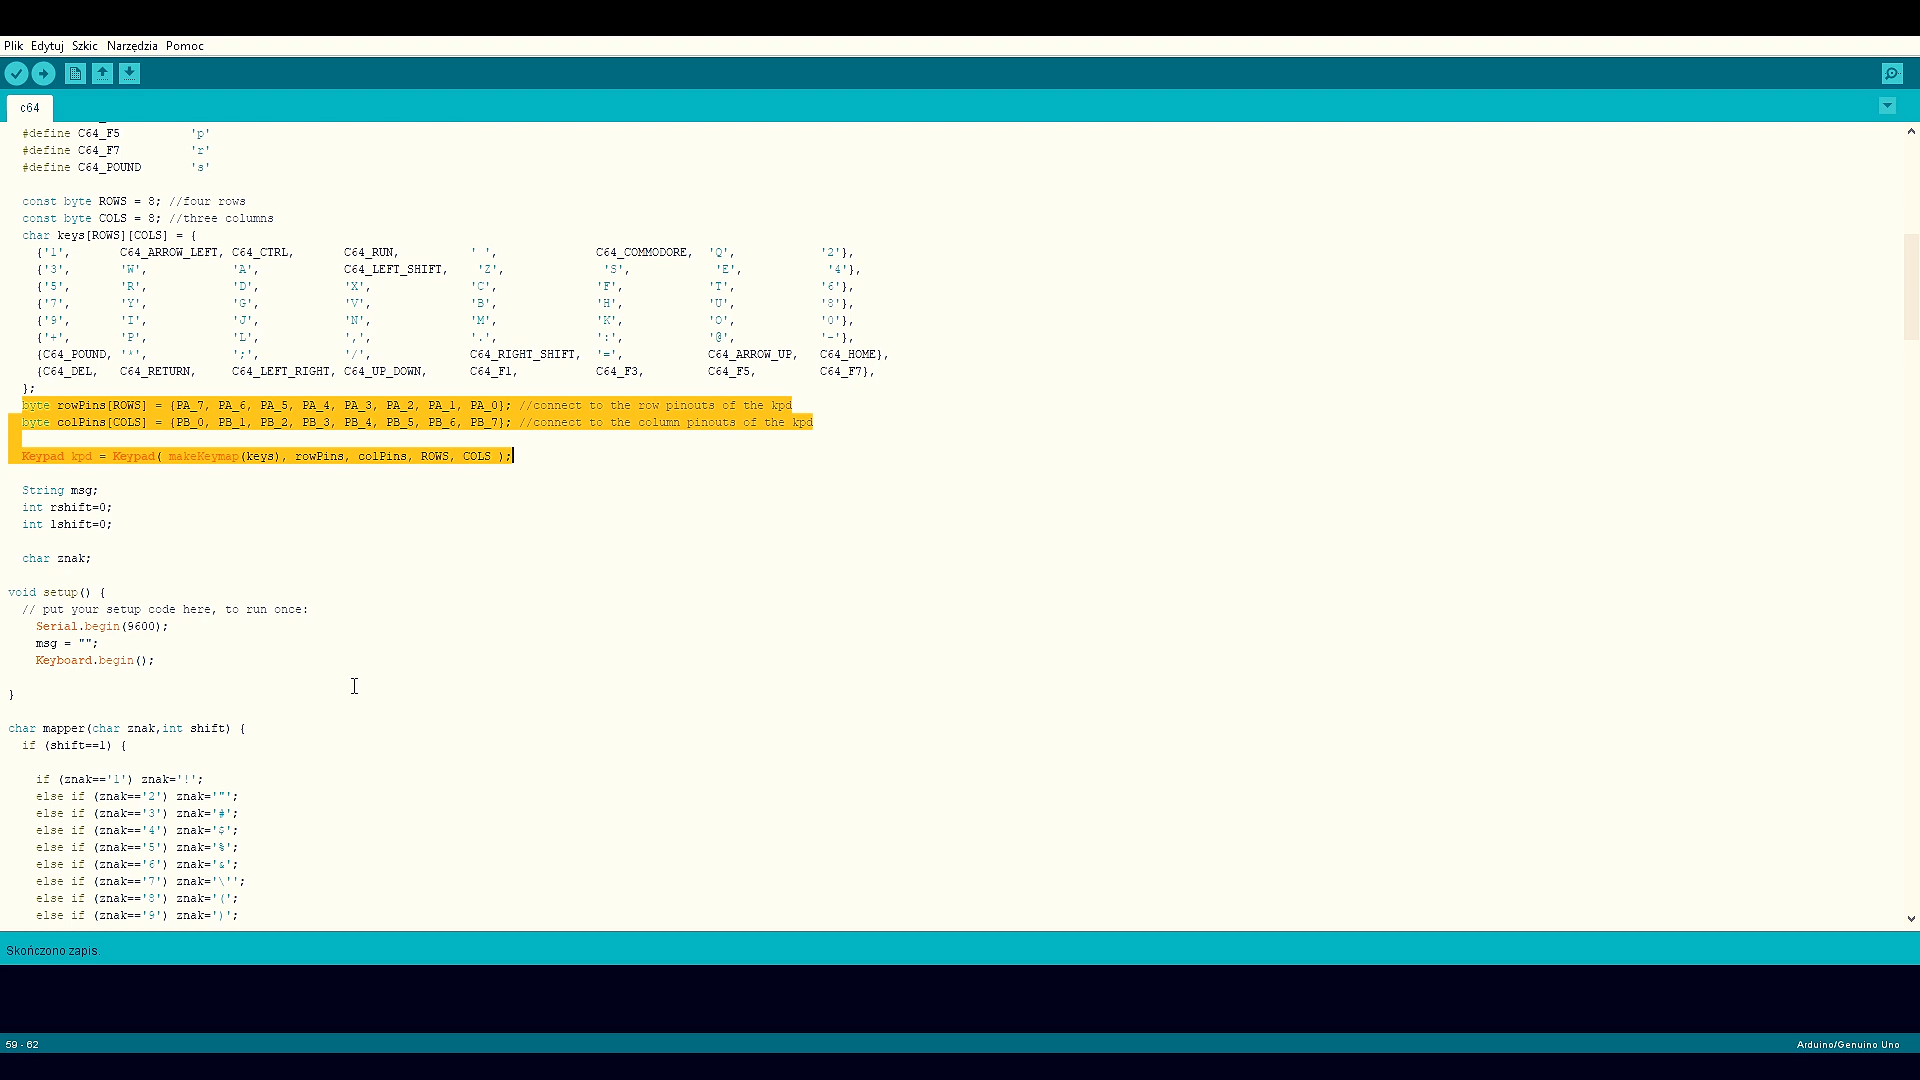 Plik Edytuj Szkic Narzędzia Pomoc
c64
#define C64_F5 'p'
#define C64_F7 'r'
#define C64_POUND 's'
const byte ROWS = 8; //four rows
const byte COLS = 8; //three columns
char keys[ROWS][COLS] = {
{'1', C64_ARROW_LEFT, C64_CTRL, C64_RUN, ' ', C64_COMMODORE, 'Q', '2'},
{'3', 'W', 'A', C64_LEFT_SHIFT, 'Z', 'S', 'E', '4'},
{'5', 'R', 'D', 'X', 'C', 'F', 'T', '6'},
{'7', 'Y', 'G', 'V', 'B', 'H', 'U', '8'},
{'9', 'I', 'J', 'N', 'M', 'K', 'O', '0'},
{'+', 'P', 'L', ',', '.', ':', '@', '-'},
{C64_POUND, '*', ';', '/', C64_RIGHT_SHIFT, '=', C64_ARROW_UP, C64_HOME},
{C64_DEL, C64_RETURN, C64_LEFT_RIGHT, C64_UP_DOWN, C64_F1, C64_F3, C64_F5, C64_F7},
};
byte rowPins[ROWS] = {PA_7, PA_6, PA_5, PA_4, PA_3, PA_2, PA_1, PA_0}; //connect to the row pinouts of the kpd
byte colPins[COLS] = {PB_0, PB_1, PB_2, PB_3, PB_4, PB_5, PB_6, PB_7}; //connect to the column pinouts of the kpd
Keypad kpd = Keypad( makeKeymap(keys), rowPins, colPins, ROWS, COLS );
String msg;
int rshift=0;
int lshift=0;
char znak;
void setup() {
// put your setup code here, to run once:
Serial.begin(9600);
msg = "";
Keyboard.begin();
}
char mapper(char znak,int shift) {
if (shift==1) {
if (znak=='1') znak='!';
else if (znak=='2') znak='"';
else if (znak=='3') znak='#';
else if (znak=='4') znak='$';
else if (znak=='5') znak='%';
else if (znak=='6') znak='&';
else if (znak=='7') znak='\'';
else if (znak=='8') znak='(';
else if (znak=='9') znak=')';
Skończono zapis.
59 - 62 Arduino/Genuino Uno